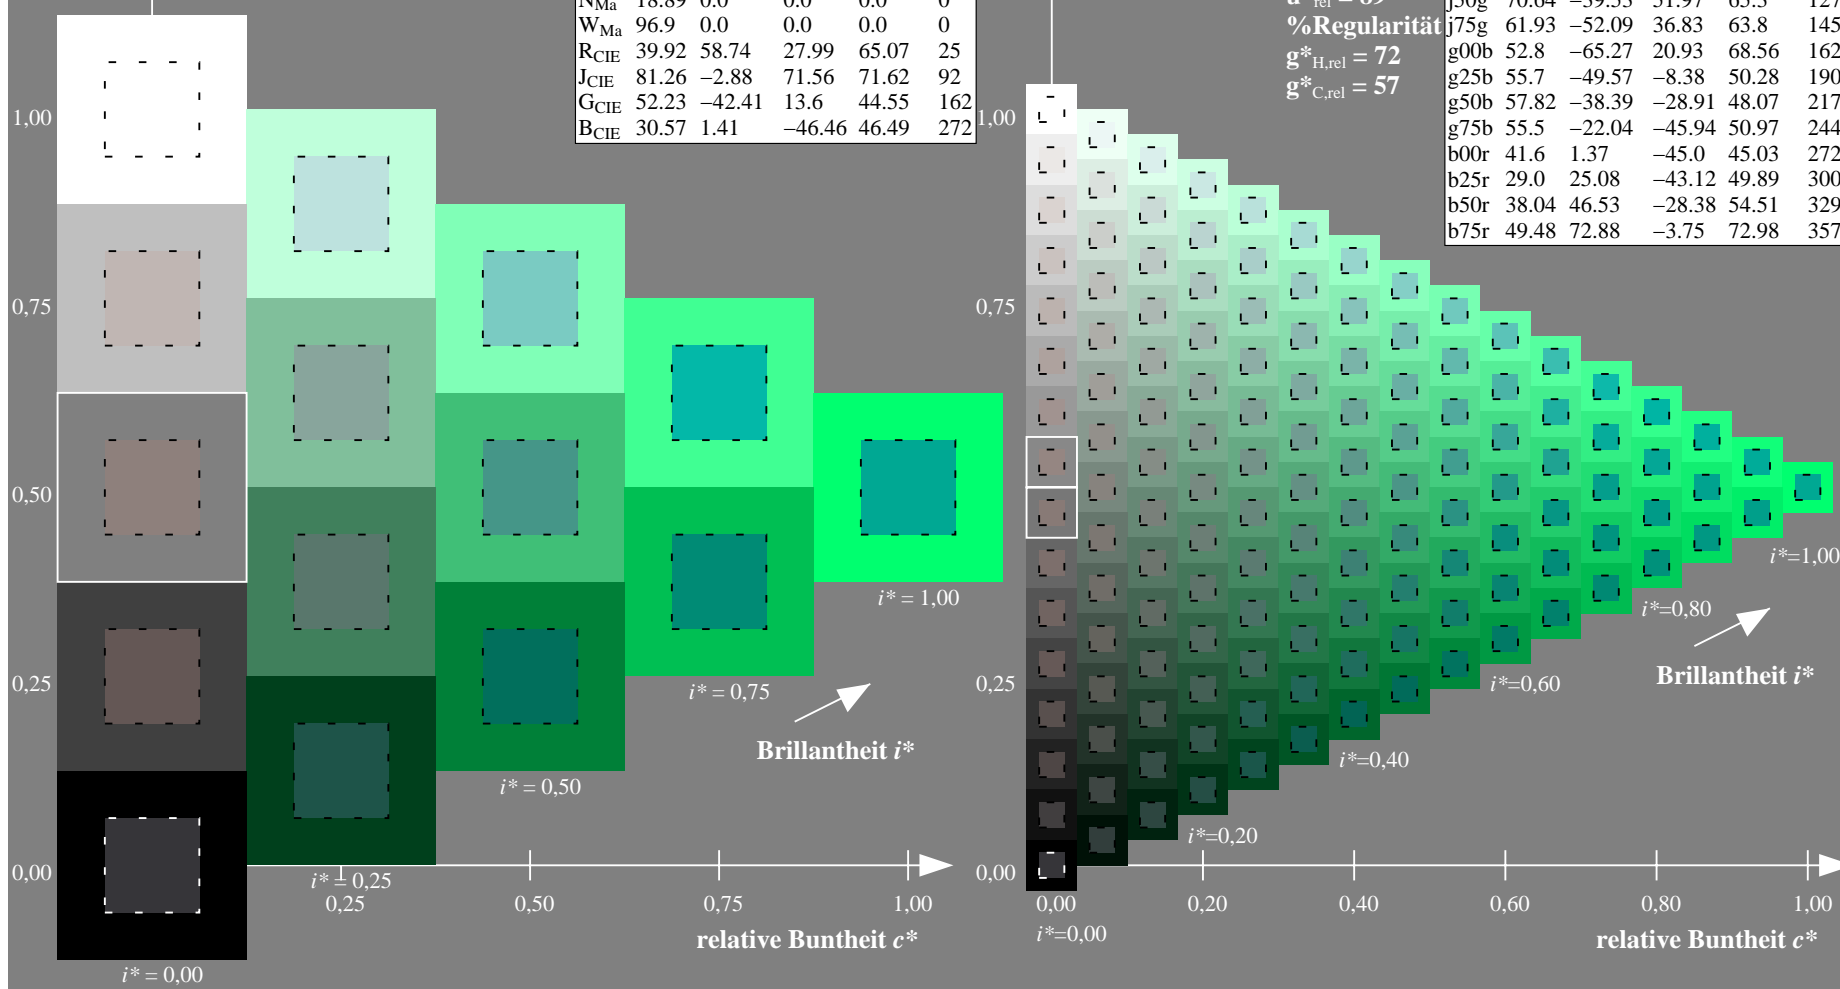 N_Ma 18.89 0.0 0.0 0.0 0
W_Ma 96.9 0.0 0.0 0.0 0
R_CIE 39.92 58.74 27.99 65.07 25
J_CIE 81.26 −2.88 71.56 71.62 92
G_CIE 52.23 −42.41 13.6 44.55 162
B_CIE 30.57 1.41 −46.46 46.49 272
1,00
0,75
0,50
0,25
0,00
i* = 1,00
i* = 0,75
Brillantheit i*
i* = 0,50
i* = 0,25
0,25 0,50 0,75 1,00
relative Buntheit c*
i* = 0,00
%Regularität
g*_H,rel = 72
g*_C,rel = 57
j75g 61.93 −52.09 36.83 63.8 145
g00b 52.8 −65.27 20.93 68.56 162
g25b 55.7 −49.57 −8.38 50.28 190
g50b 57.82 −38.39 −28.91 48.07 217
g75b 55.5 −22.04 −45.94 50.97 244
b00r 41.6 1.37 −45.0 45.03 272
b25r 29.0 25.08 −43.12 49.89 300
b50r 38.04 46.53 −28.38 54.51 329
b75r 49.48 72.88 −3.75 72.98 357
1,00
0,75
0,25
0,00
i*=1,00
i*=0,80
Brillantheit i*
i*=0,60
i*=0,40
i*=0,20
0,00 0,20 0,40 0,60 0,80 1,00
i*=0,00
relative Buntheit c*